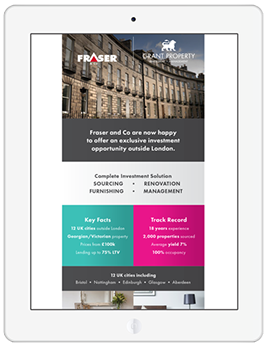 FRASER
GRANT PROPERTY
Fraser and Co are now happy
to offer an exclusive investment
opportunity outside London.
Complete Investment Solution
SOURCING • RENOVATION
FURNISHING • MANAGEMENT
Key Facts
12 UK cities outside London
Georgian/Victorian property
Prices from £100k
Lending up to 75% LTV
Track Record
18 years experience
2,000 properties sourced
Average yield 7%
100% occupancy
12 UK cities including
Bristol • Nottingham • Edinburgh • Glasgow • Aberdeen